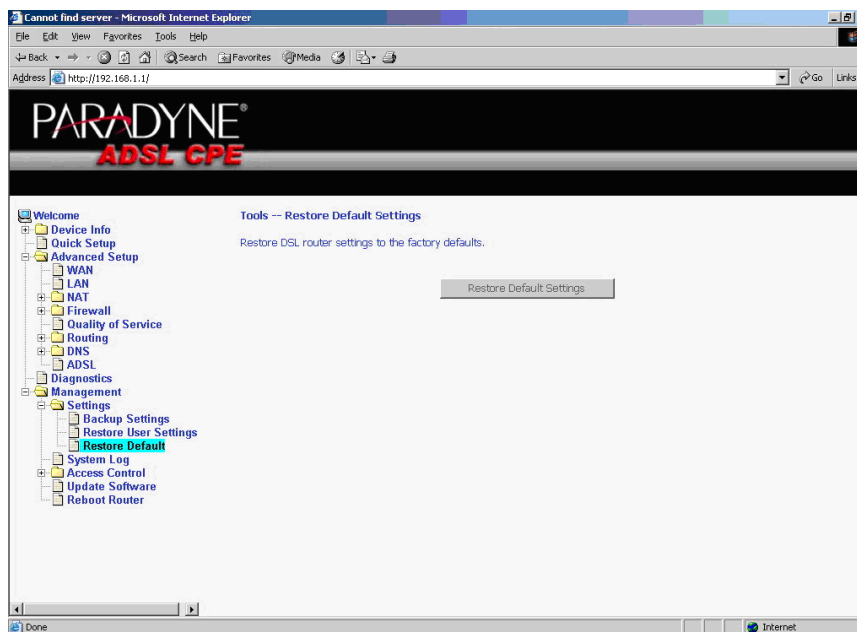 Cannot find server - Microsoft Internet Explorer
File Edit View Favorites Tools Help
Back Search Favorites Media
Address http://192.168.1.1/ Go Links
PARADYNE®
ADSL CPE
Welcome
Device Info
Quick Setup
Advanced Setup
WAN
LAN
NAT
Firewall
Quality of Service
Routing
DNS
ADSL
Diagnostics
Management
Settings
Backup Settings
Restore User Settings
Restore Default
System Log
Access Control
Update Software
Reboot Router
Tools -- Restore Default Settings
Restore DSL router settings to the factory defaults.
Restore Default Settings
Done Internet